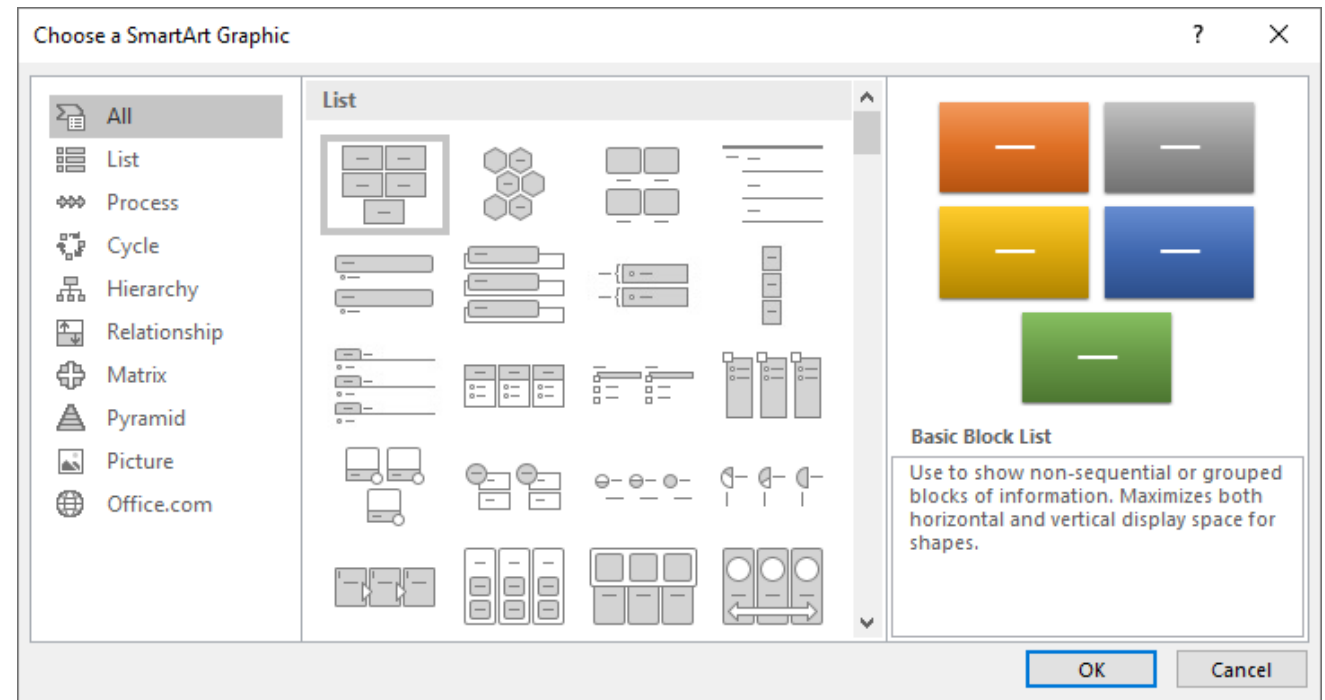 Choose a SmartArt Graphic
?
All
List
Process
Cycle
Hierarchy
Relationship
Matrix
Pyramid
Picture
Office.com
List
Basic Block List
Use to show non-sequential or grouped
blocks of information. Maximizes both
horizontal and vertical display space for
shapes.
OK
Cancel